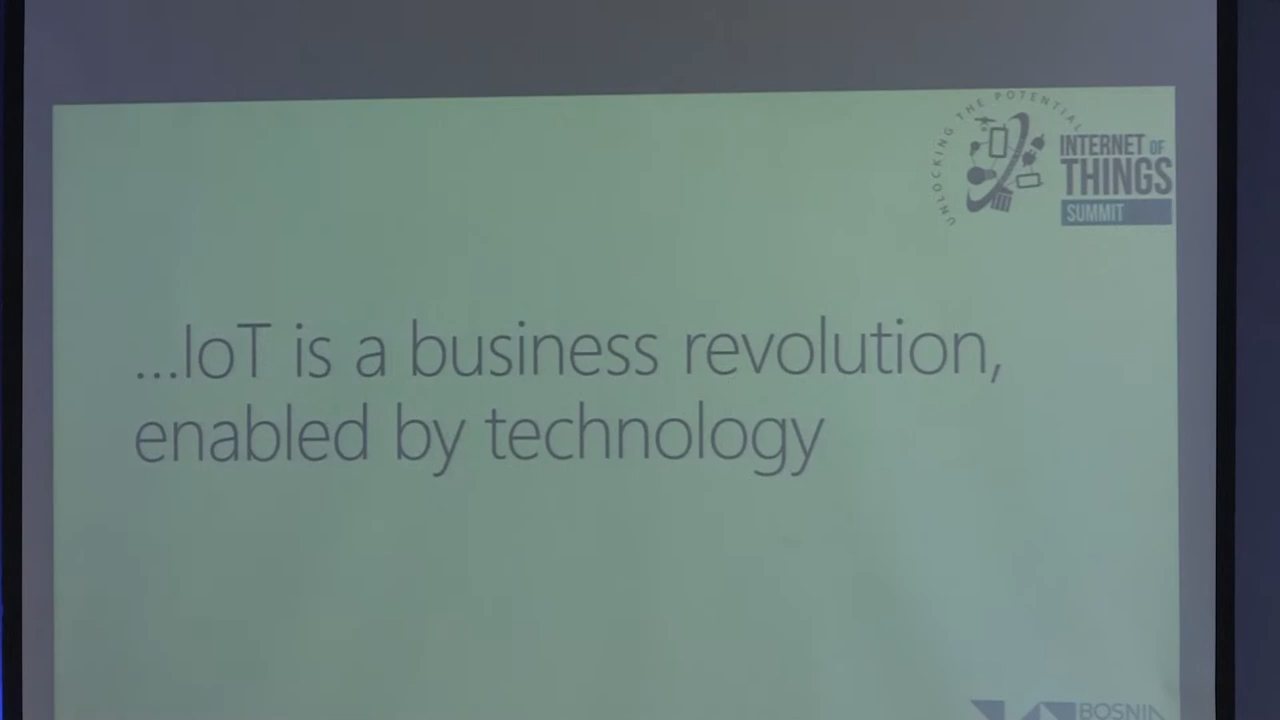 UNLOCKING THE POTENTIAL
INTERNET OF
THINGS
SUMMIT
...IoT is a business revolution,
enabled by technology